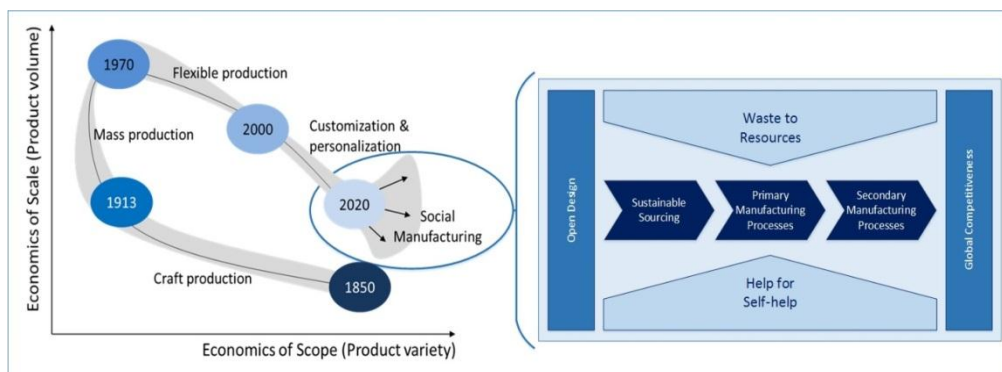 Economics of Scale (Product volume)
1970
Flexible production
Mass production
2000
Customization &
personalization
1913
2020
Social
Manufacturing
Craft production
1850
Economics of Scope (Product variety)
Open Design
Waste to
Resources
Sustainable
Sourcing
Primary
Manufacturing
Processes
Secondary
Manufacturing
Processes
Help for
Self-help
Global Competitiveness